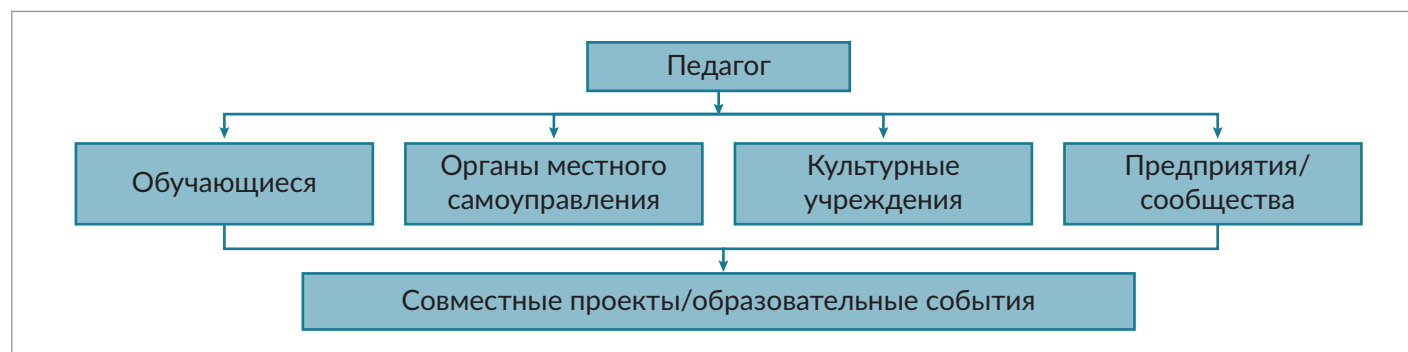 Педагог
Обучающиеся
Органы местного
самоуправления
Культурные
учреждения
Предприятия/
сообщества
Совместные проекты/образовательные события